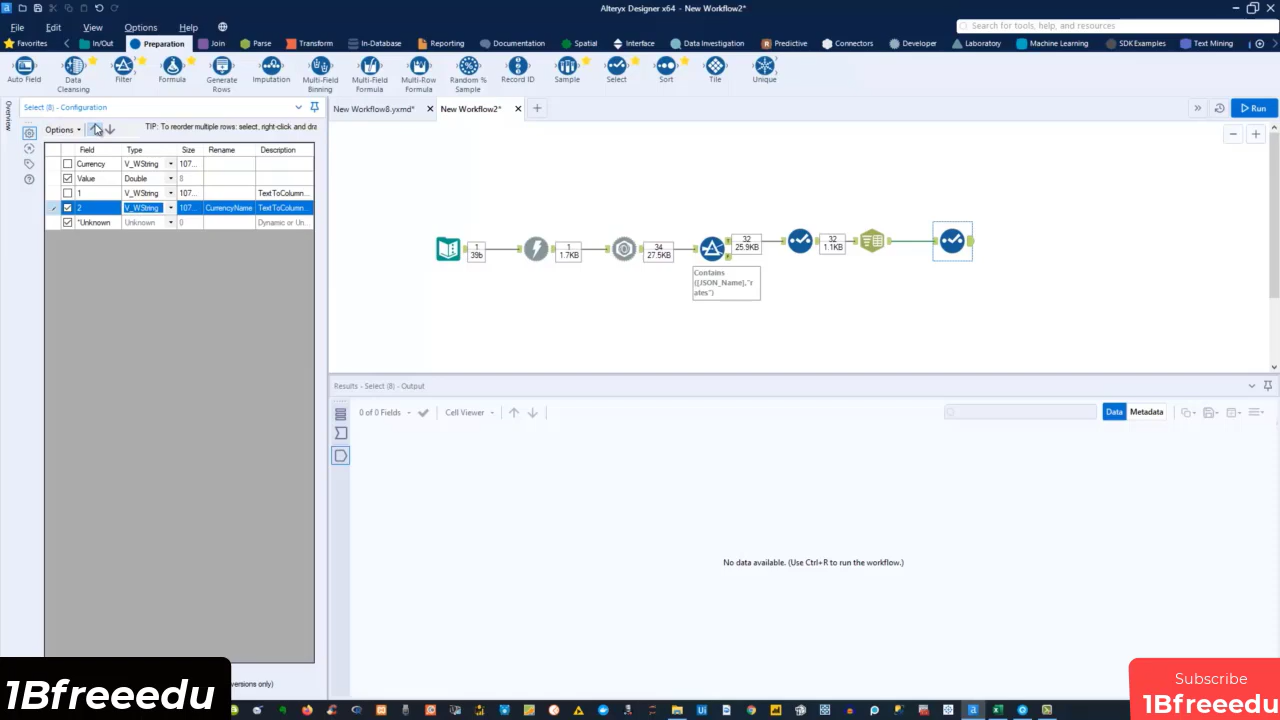 Alteryx Designer x64 - New Workflow2*
File Edit View Options Help
Search for tools, help, and resources
Favorites In/Out Preparation Join Parse Transform In-Database Reporting Documentation Spatial Interface Data Investigation Predictive Connectors Developer Laboratory Machine Learning SDKExamples Text Mining
Auto Field Data Cleansing Filter Formula Generate Rows Imputation Multi-Field Binning Multi-Field Formula Multi-Row Formula Random % Sample Record ID Sample Select Sort Tile Unique
Select (8) - Configuration
New Workflow8.yxmd* New Workflow2* Run
Overview
Options TIP: To reorder multiple rows: select, right-click and dra
Field Type Size Rename Description
Currency V_WString 107...
Value Double 8
1 V_WString 107... TextToColumn...
2 V_WString 107... CurrencyName TextToColumn...
*Unknown Unknown 0 Dynamic or Un...
1
39b
1
1.7KB
34
27.5KB
32
25.9KB
32
1.1KB
Contains
([JSON_Name],"r
ates")
Results - Select (8) - Output
0 of 0 Fields Cell Viewer Data Metadata
No data available. (Use Ctrl+R to run the workflow.)
versions only)
1Bfreeedu
Subscribe
1Bfreeedu